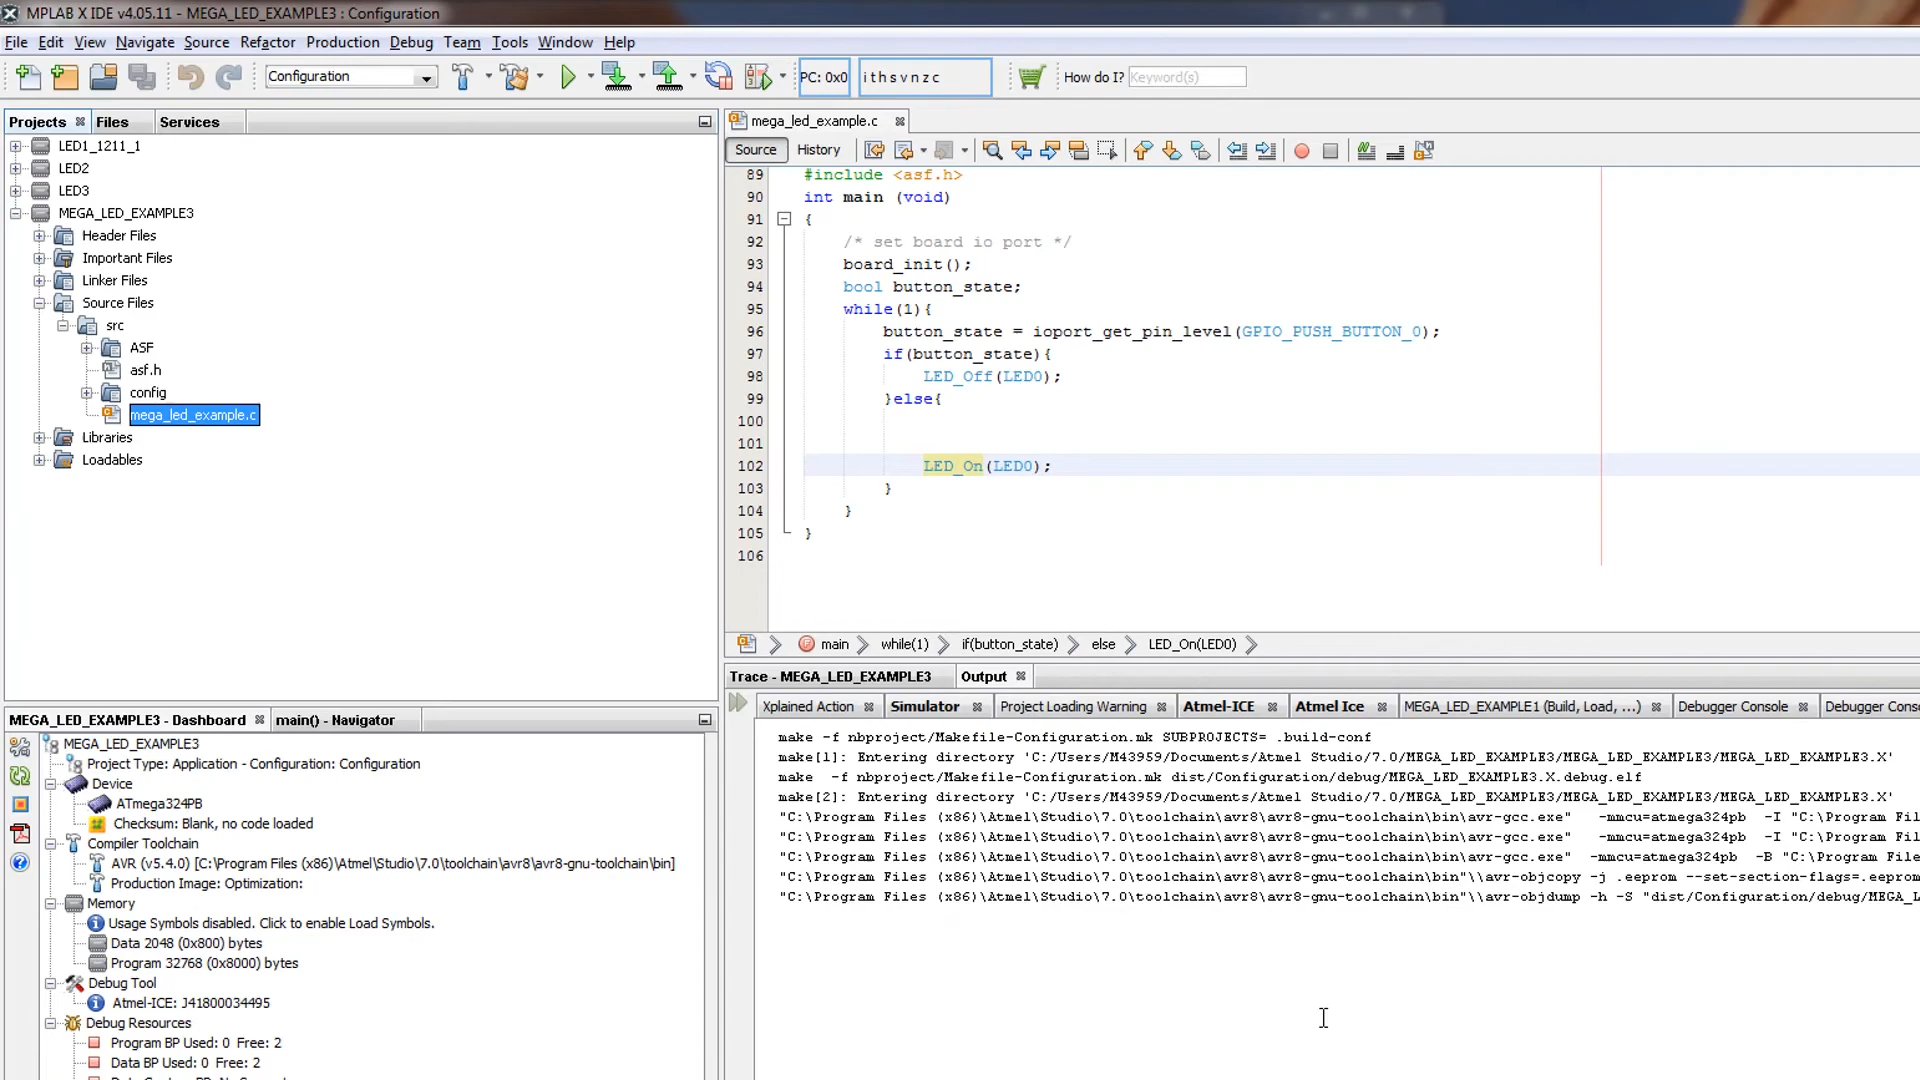 MPLAB X IDE v4.05.11 - MEGA_LED_EXAMPLE3 : Configuration
File Edit View Navigate Source Refactor Production Debug Team Tools Window Help
Configuration PC: 0x0 i t h s v n z c How do I? Keyword(s)
Projects Files Services
LED1_1211_1
LED2
LED3
MEGA_LED_EXAMPLE3
Header Files
Important Files
Linker Files
Source Files
src
ASF
asf.h
config
mega_led_example.c
Libraries
Loadables
mega_led_example.c
Source History
89 #include <asf.h>
90 int main (void)
91 {
92 /* set board io port */
93 board_init();
94 bool button_state;
95 while(1){
96 button_state = ioport_get_pin_level(GPIO_PUSH_BUTTON_0);
97 if(button_state){
98 LED_Off(LED0);
99 }else{
100
101
102 LED_On(LED0);
103 }
104 }
105 }
106
main while(1) if(button_state) else LED_On(LED0)
MEGA_LED_EXAMPLE3 - Dashboard main() - Navigator
MEGA_LED_EXAMPLE3
Project Type: Application - Configuration: Configuration
Device
ATmega324PB
Checksum: Blank, no code loaded
Compiler Toolchain
AVR (v5.4.0) [C:\Program Files (x86)\Atmel\Studio\7.0\toolchain\avr8\avr8-gnu-toolchain\bin]
Production Image: Optimization:
Memory
Usage Symbols disabled. Click to enable Load Symbols.
Data 2048 (0x800) bytes
Program 32768 (0x8000) bytes
Debug Tool
Atmel-ICE: J41800034495
Debug Resources
Program BP Used: 0 Free: 2
Data BP Used: 0 Free: 2
Trace - MEGA_LED_EXAMPLE3 Output
Xplained Action Simulator Project Loading Warning Atmel-ICE Atmel Ice MEGA_LED_EXAMPLE1 (Build, Load, ...) Debugger Console Debugger Conso
make -f nbproject/Makefile-Configuration.mk SUBPROJECTS= .build-conf
make[1]: Entering directory 'C:/Users/M43959/Documents/Atmel Studio/7.0/MEGA_LED_EXAMPLE3/MEGA_LED_EXAMPLE3/MEGA_LED_EXAMPLE3.X'
make -f nbproject/Makefile-Configuration.mk dist/Configuration/debug/MEGA_LED_EXAMPLE3.X.debug.elf
make[2]: Entering directory 'C:/Users/M43959/Documents/Atmel Studio/7.0/MEGA_LED_EXAMPLE3/MEGA_LED_EXAMPLE3/MEGA_LED_EXAMPLE3.X'
"C:\Program Files (x86)\Atmel\Studio\7.0\toolchain\avr8\avr8-gnu-toolchain\bin\avr-gcc.exe" -mmcu=atmega324pb -I "C:\Program Fil
"C:\Program Files (x86)\Atmel\Studio\7.0\toolchain\avr8\avr8-gnu-toolchain\bin\avr-gcc.exe" -mmcu=atmega324pb -I "C:\Program Fil
"C:\Program Files (x86)\Atmel\Studio\7.0\toolchain\avr8\avr8-gnu-toolchain\bin\avr-gcc.exe" -mmcu=atmega324pb -B "C:\Program File
"C:\Program Files (x86)\Atmel\Studio\7.0\toolchain\avr8\avr8-gnu-toolchain\bin"\\avr-objcopy -j .eeprom --set-section-flags=.eeprom
"C:\Program Files (x86)\Atmel\Studio\7.0\toolchain\avr8\avr8-gnu-toolchain\bin"\\avr-objdump -h -S "dist/Configuration/debug/MEGA_L